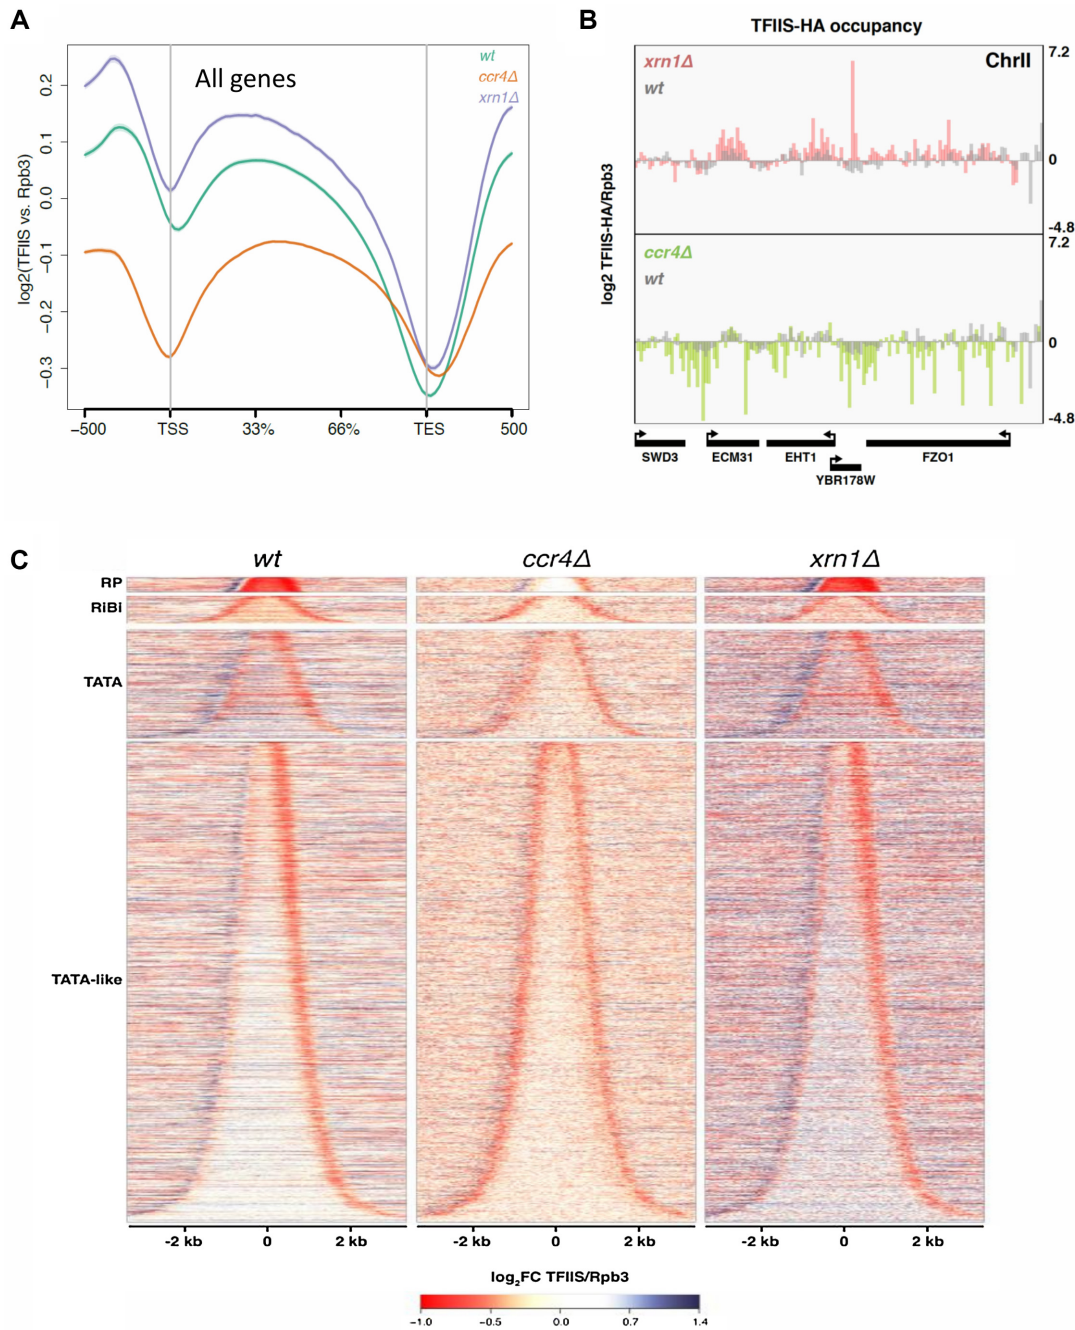 A
All genes
wt
ccr4Δ
xrn1Δ
log2(TFIIS vs. Rpb3)
0.2
0.1
0.0
−0.1
−0.2
−0.3
−500
TSS
33%
66%
TES
500
B
TFIIS-HA occupancy
xrn1Δ
wt
ChrII
7.2
0
-4.8
ccr4Δ
wt
7.2
0
-4.8
log2 TFIIS-HA/Rpb3
SWD3
ECM31
EHT1
YBR178W
FZO1
C
wt
ccr4Δ
xrn1Δ
RP
RiBi
TATA
TATA-like
-2 kb
0
2 kb
-2 kb
0
2 kb
-2 kb
0
2 kb
log₂FC TFIIS/Rpb3
−1.0
−0.5
0.0
0.7
1.4